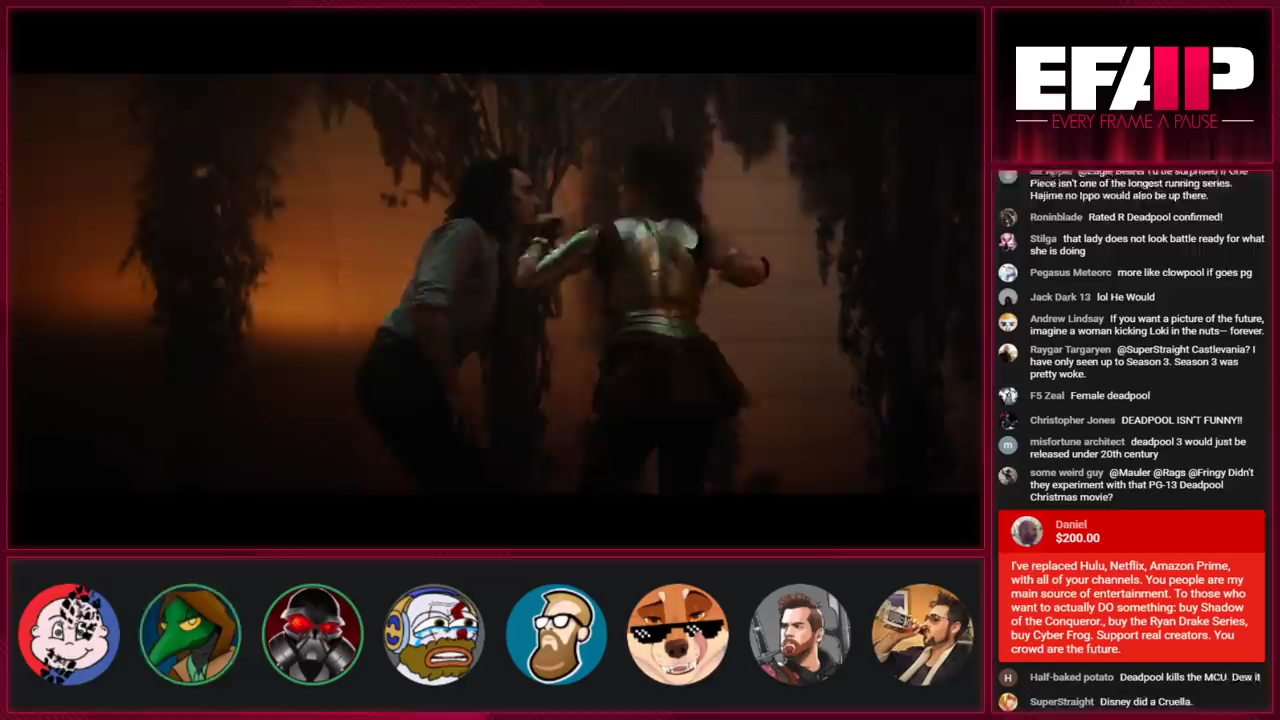 EFAP
EVERY FRAME A PAUSE
Piece isn't one of the longest running series.
Hajime no Ippo would also be up there.
Roninblade Rated R Deadpool confirmed!
Stilga that lady does not look battle ready for what
she is doing
Pegasus Meteorc more like clowpool if goes pg
Jack Dark 13 lol He Would
Andrew Lindsay If you want a picture of the future,
imagine a woman kicking Loki in the nuts— forever.
Raygar Targaryen @SuperStraight Castlevania? I
have only seen up to Season 3. Season 3 was
pretty woke.
F5 Zeal Female deadpool
Christopher Jones DEADPOOL ISN'T FUNNY!!
m
misfortune architect deadpool 3 would just be
released under 20th century
some weird guy @Mauler @Rags @Fringy Didn't
they experiment with that PG-13 Deadpool
Christmas movie?
Daniel
$200.00
I've replaced Hulu, Netflix, Amazon Prime,
with all of your channels. You people are my
main source of entertainment. To those who
want to actually DO something: buy Shadow
of the Conqueror., buy the Ryan Drake Series,
buy Cyber Frog. Support real creators. You
crowd are the future.
H
Half-baked potato Deadpool kills the MCU. Dew it
SuperStraight Disney did a Cruella.